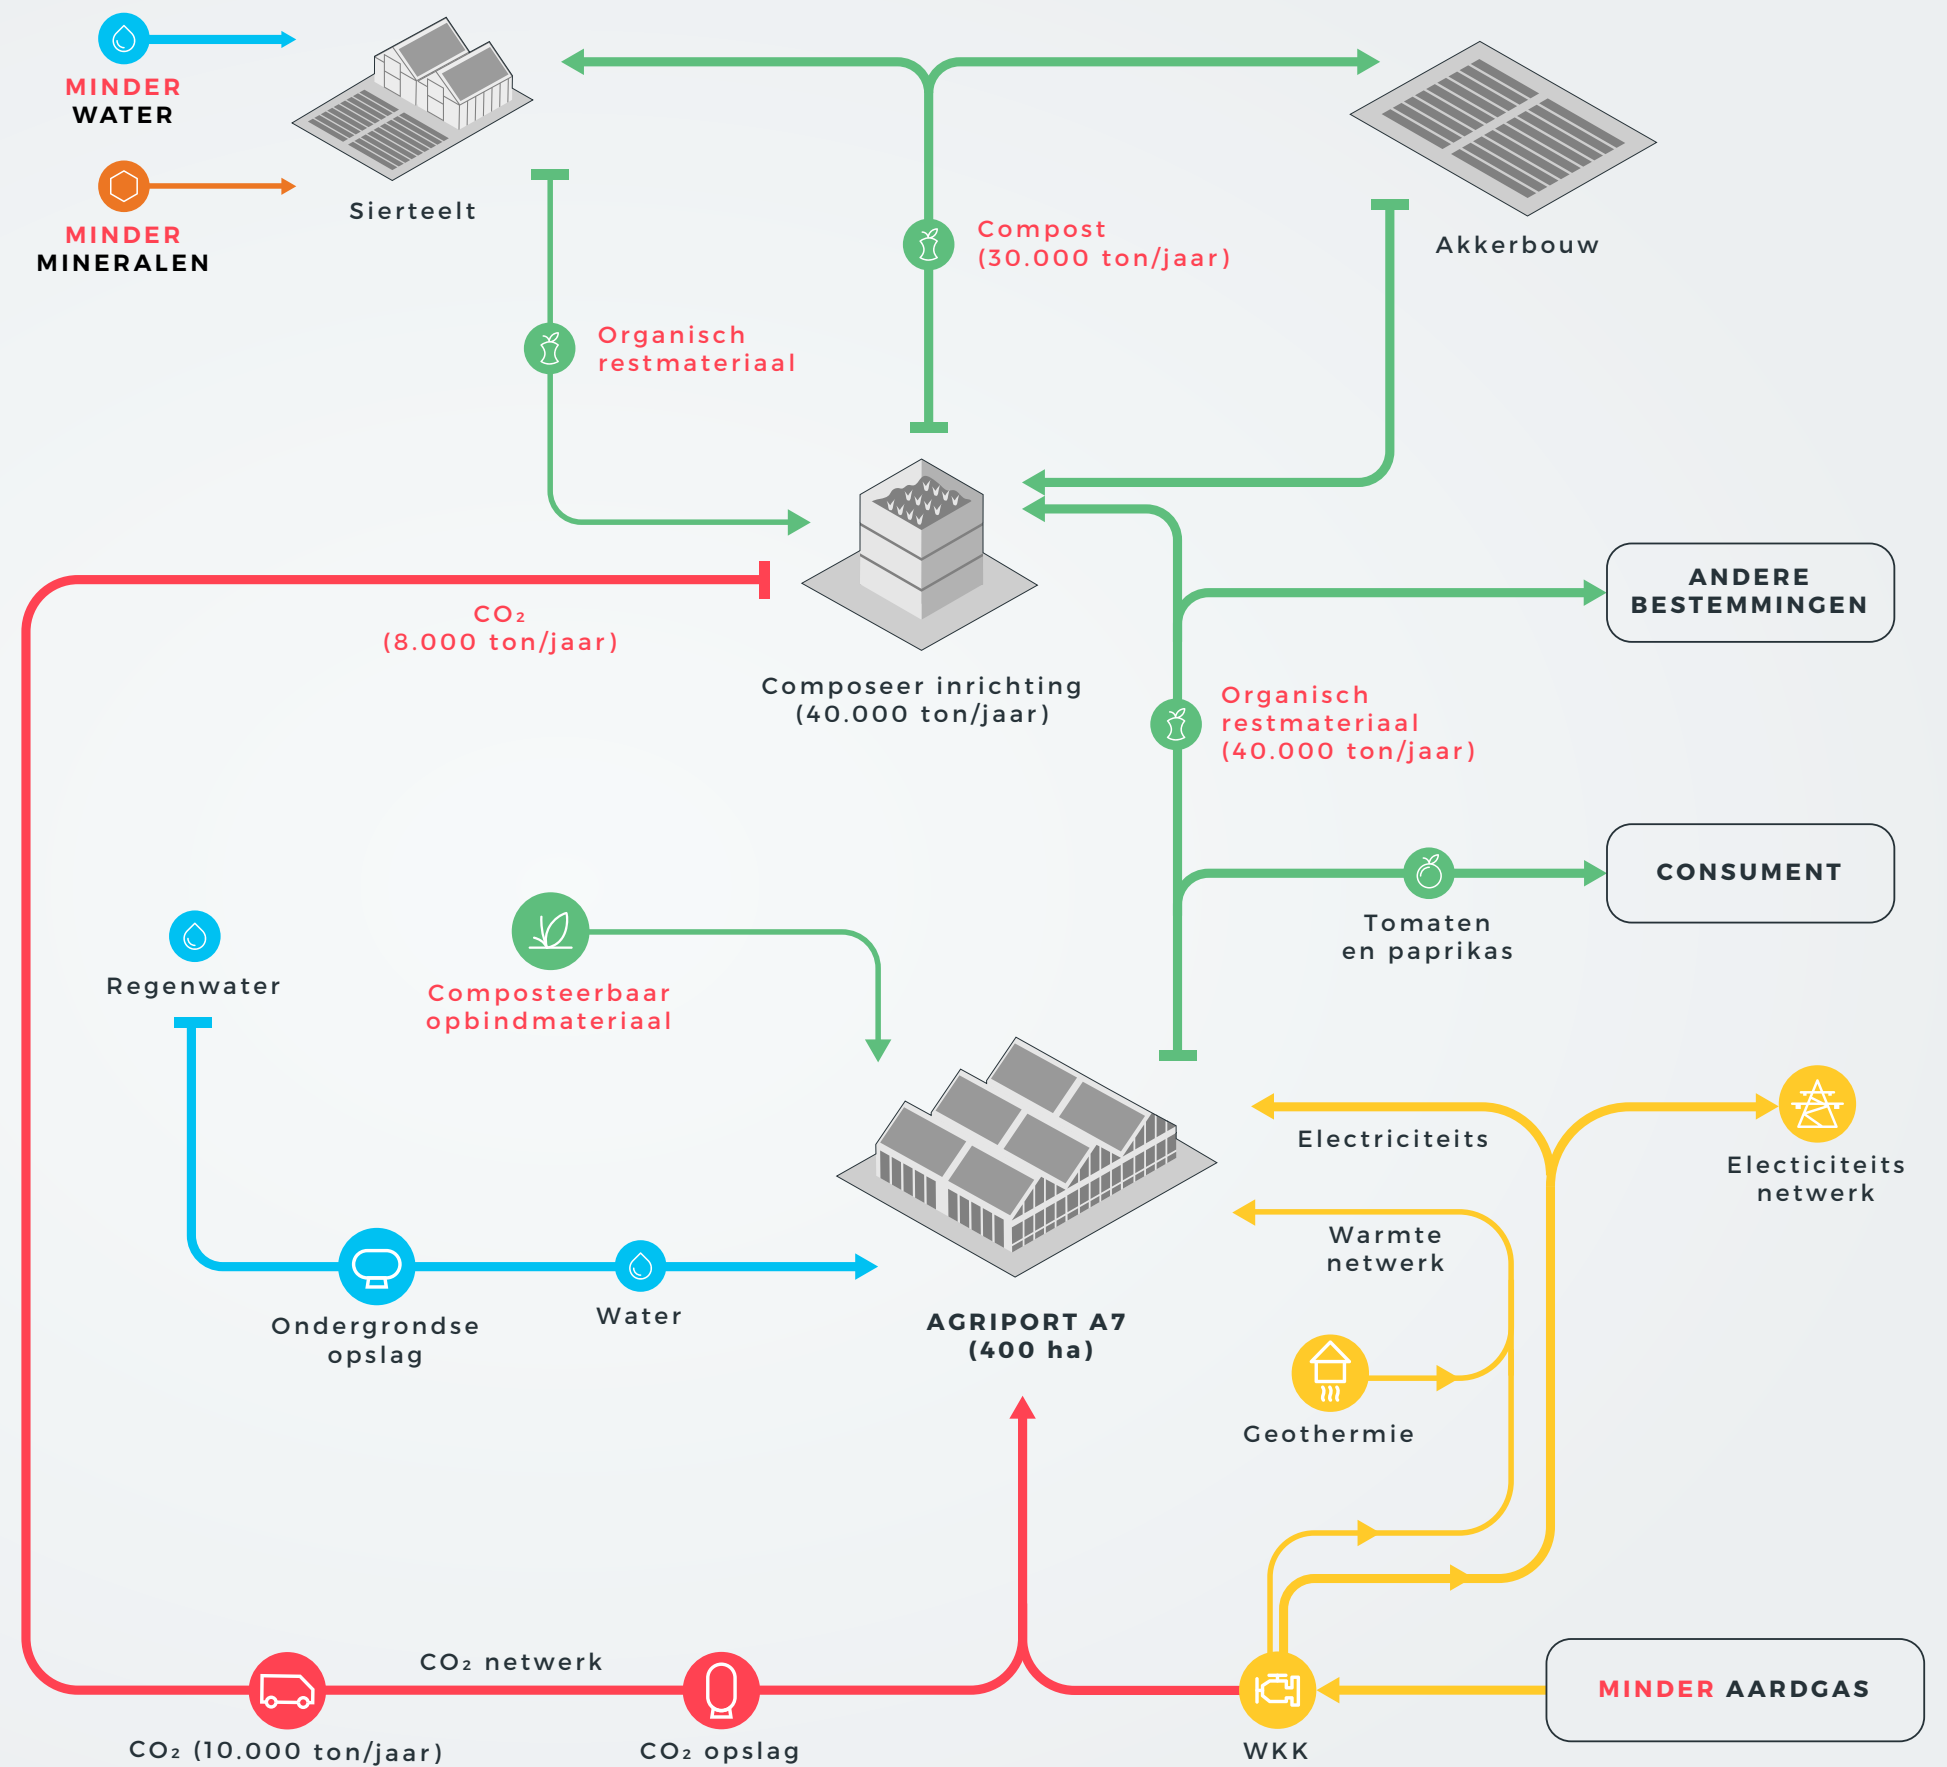 MINDER
WATER
MINDER
MINERALEN
Sierteelt
Compost
(30.000 ton/jaar)
Akkerbouw
Organisch
restmateriaal
CO₂
(8.000 ton/jaar)
Composeer inrichting
(40.000 ton/jaar)
ANDERE
BESTEMMINGEN
Organisch
restmateriaal
(40.000 ton/jaar)
CONSUMENT
Tomaten
en paprikas
Regenwater
Composteerbaar
opbindmateriaal
Electriciteits
Electiciteits
netwerk
Warmte
netwerk
Ondergrondse
opslag
Water
AGRIPORT A7
(400 ha)
Geothermie
CO₂ netwerk
MINDER AARDGAS
CO₂ (10.000 ton/jaar)
CO₂ opslag
WKK